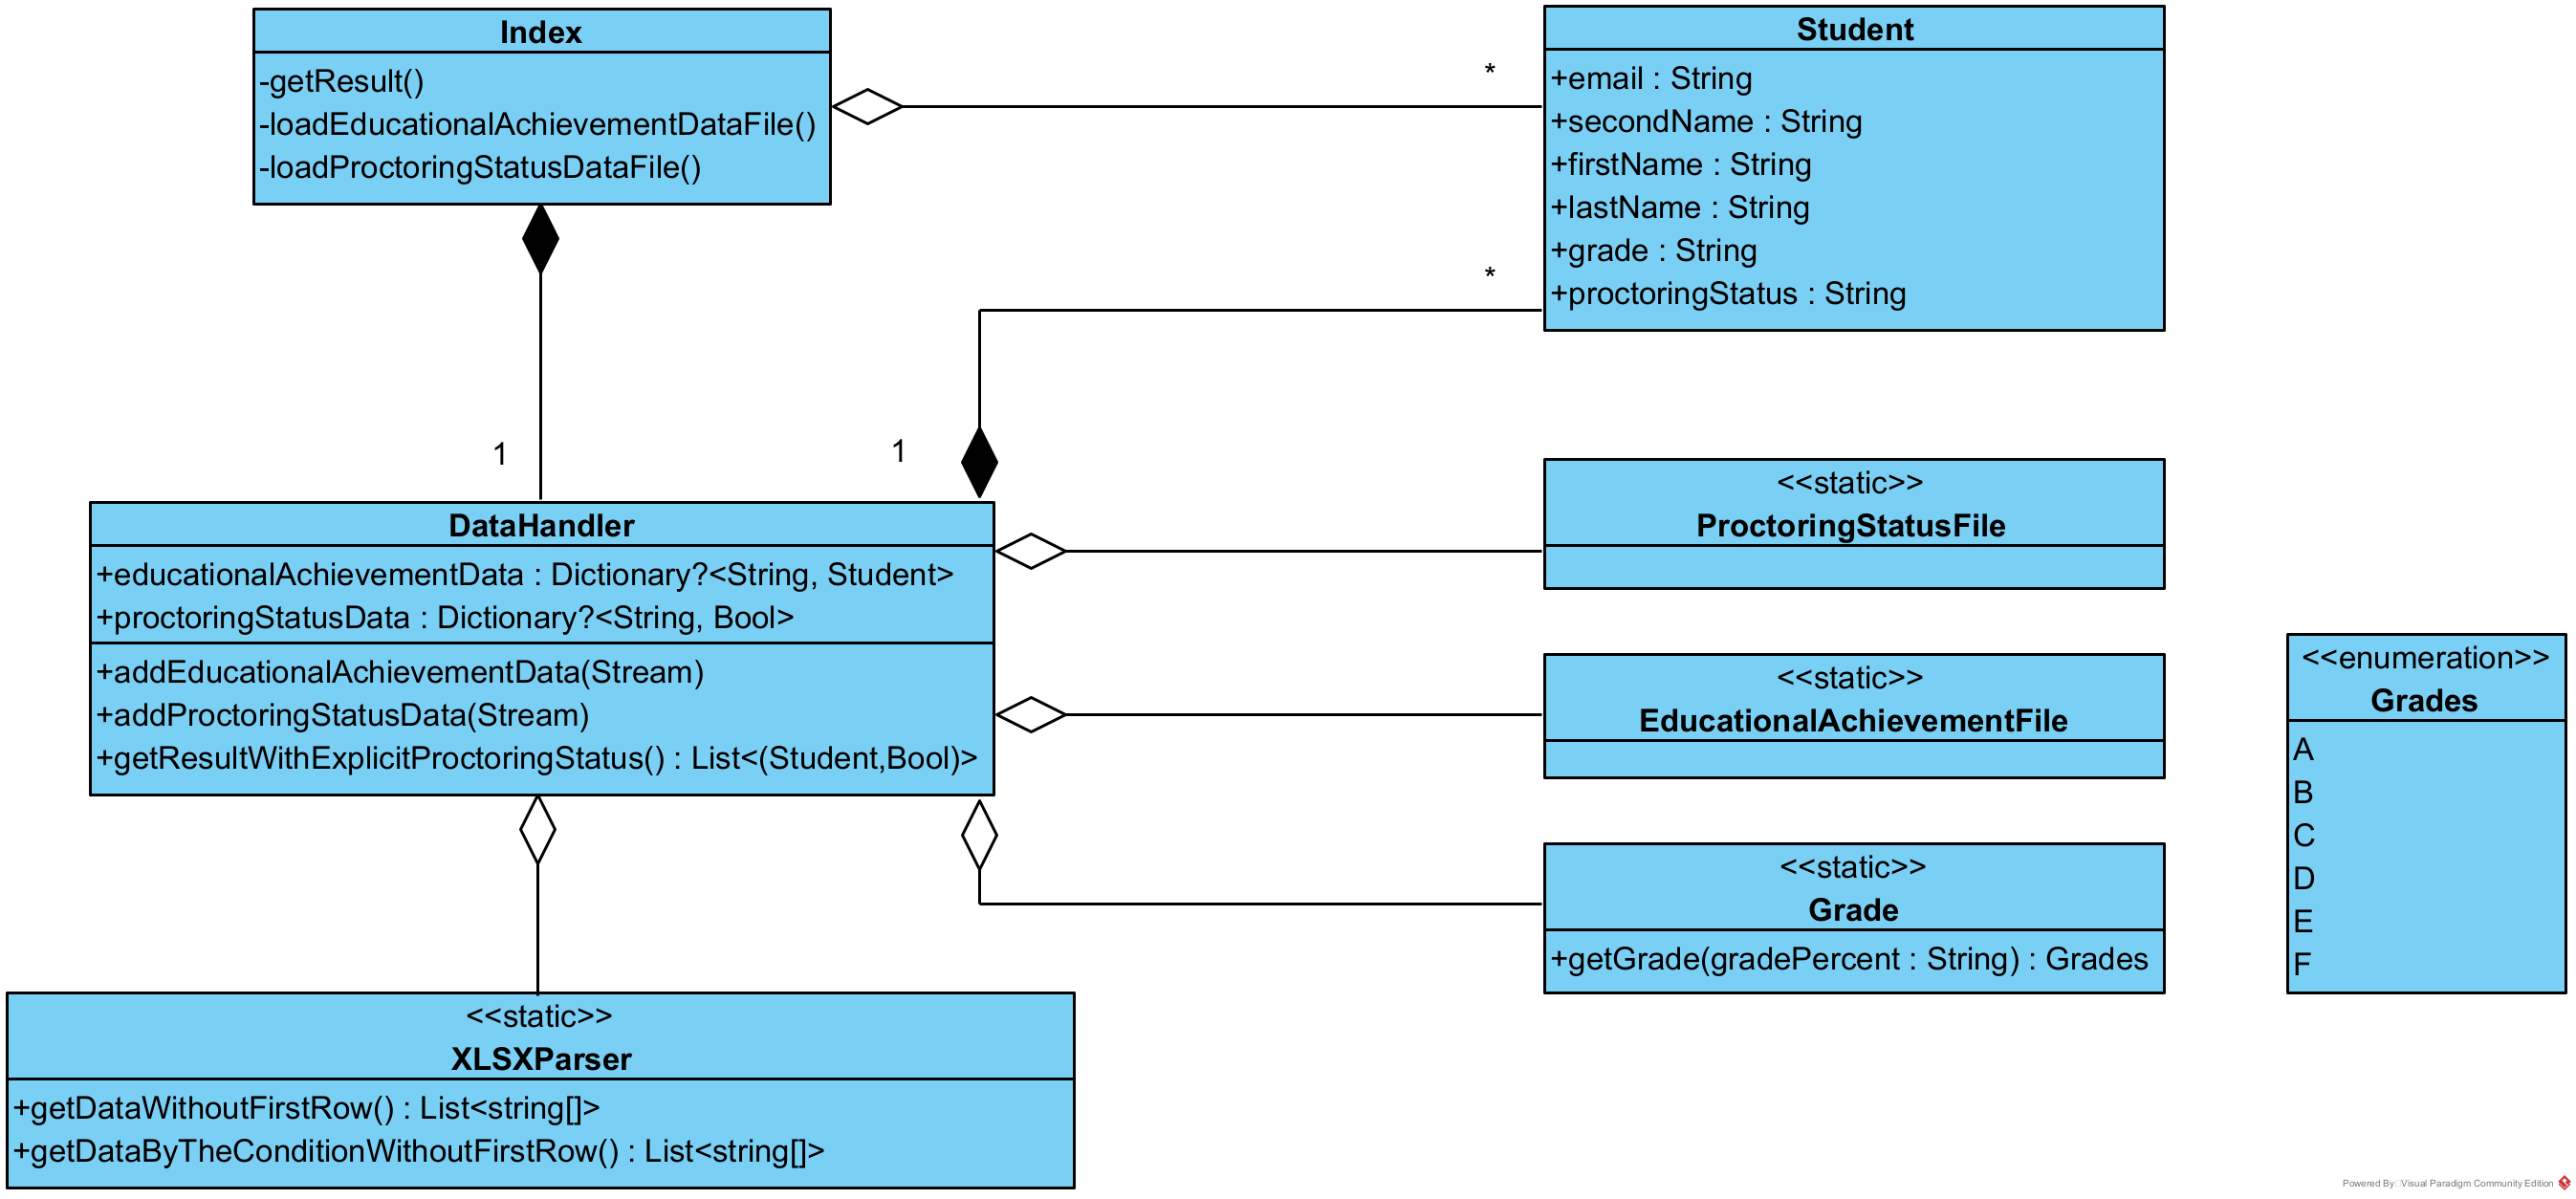 Index
-getResult()
-loadEducationalAchievementDataFile()
-loadProctoringStatusDataFile()
*
Student
+email : String
+secondName : String
+firstName : String
+lastName : String
+grade : String
+proctoringStatus : String
*
1
1
DataHandler
+educationalAchievementData : Dictionary?<String, Student>
+proctoringStatusData : Dictionary?<String, Bool>
+addEducationalAchievementData(Stream)
+addProctoringStatusData(Stream)
+getResultWithExplicitProctoringStatus() : List<(Student,Bool)>
<<static>>
ProctoringStatusFile
<<static>>
EducationalAchievementFile
<<static>>
Grade
+getGrade(gradePercent : String) : Grades
<<enumeration>>
Grades
A
B
C
D
E
F
<<static>>
XLSXParser
+getDataWithoutFirstRow() : List<string[]>
+getDataByTheConditionWithoutFirstRow() : List<string[]>
Powered By Visual Paradigm Community Edition